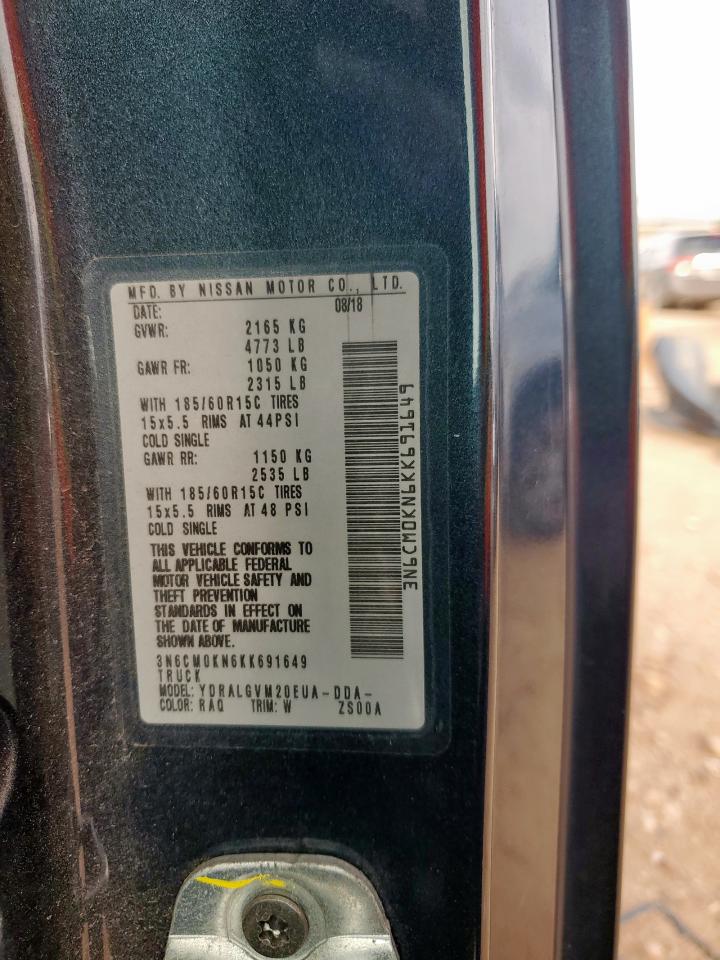 MFD. BY NISSAN MOTOR CO., LTD.
DATE: 08/18
GVWR: 2165 KG
4773 LB
GAWR FR: 1050 KG
2315 LB
WITH 185/60R15C TIRES
15x5.5 RIMS AT 44PSI
COLD SINGLE
GAWR RR: 1150 KG
2535 LB
WITH 185/60R15C TIRES
15x5.5 RIMS AT 48 PSI
COLD SINGLE
THIS VEHICLE CONFORMS TO
ALL APPLICABLE FEDERAL
MOTOR VEHICLE SAFETY AND
THEFT PREVENTION
STANDARDS IN EFFECT ON
THE DATE OF MANUFACTURE
SHOWN ABOVE.
3N6CM0KN6KK691649
TRUCK
MODEL: YDRALGVM20EUA-DDA-
COLOR: RAQ TRIM: W ZS00A
3N6CM0KN6KK691649